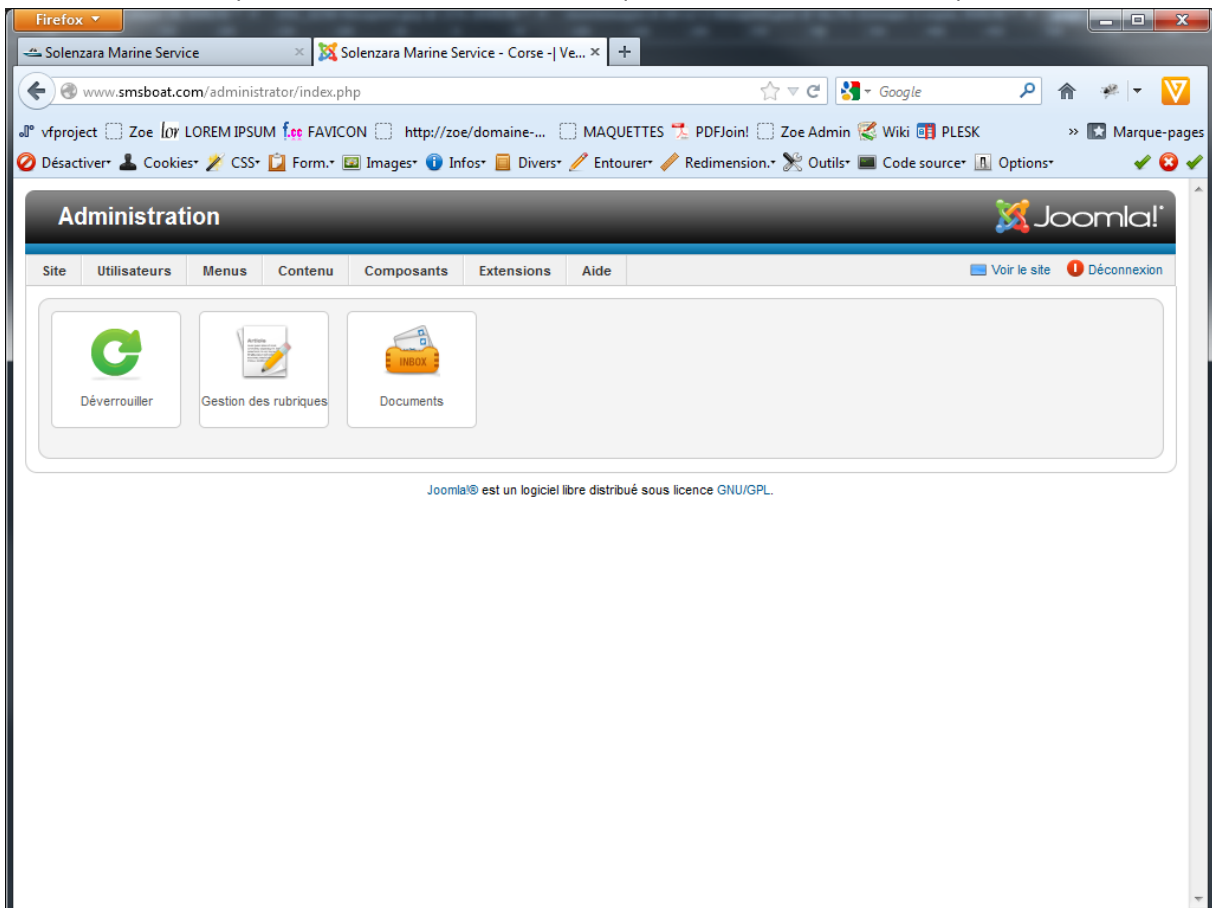 Firefox
Solenzara Marine Service
Solenzara Marine Service - Corse -| Ve...
www.smsboat.com/administrator/index.php
Google
vfproject Zoe lor LOREM IPSUM f.cc FAVICON http://zoe/domaine-... MAQUETTES PDFJoin! Zoe Admin Wiki PLESK » Marque-pages
Désactiver Cookies CSS Form. Images Infos Divers Entourer Redimension. Outils Code source Options
Administration
Joomla!
Site Utilisateurs Menus Contenu Composants Extensions Aide Voir le site Déconnexion
Article
INBOX
Déverrouiller Gestion des rubriques Documents
Joomla!® est un logiciel libre distribué sous licence GNU/GPL.